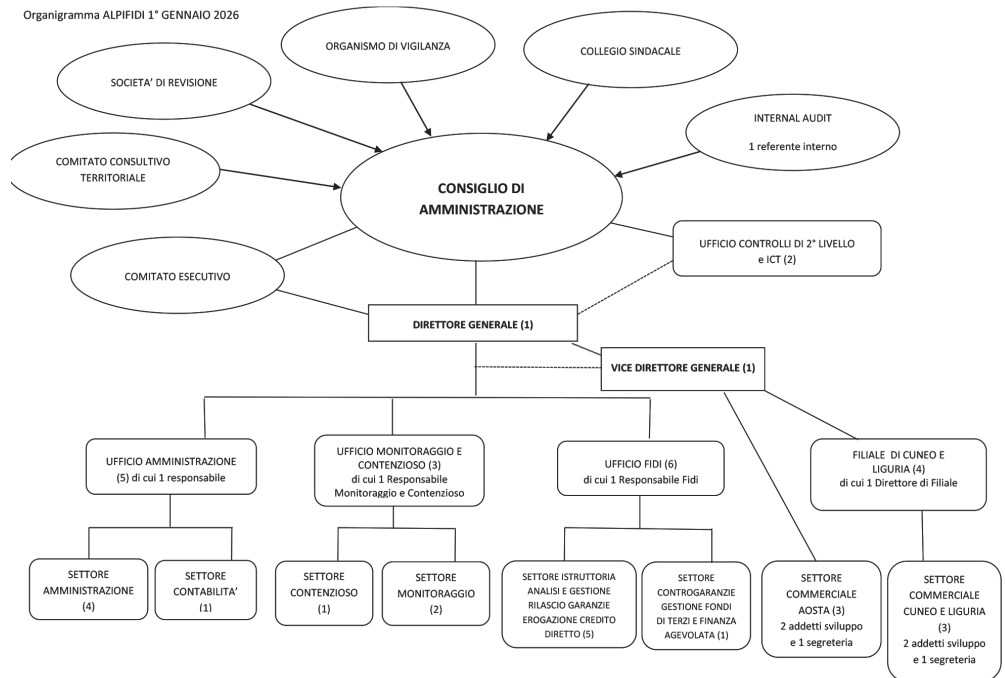 Organigramma ALPIFIDI 1° GENNAIO 2026
ORGANISMO DI VIGILANZA
COLLEGIO SINDACALE
SOCIETA' DI REVISIONE
INTERNAL AUDIT
1 referente interno
COMITATO CONSULTIVO
TERRITORIALE
CONSIGLIO DI
AMMINISTRAZIONE
UFFICIO CONTROLLI DI 2° LIVELLO
e ICT (2)
COMITATO ESECUTIVO
DIRETTORE GENERALE (1)
VICE DIRETTORE GENERALE (1)
UFFICIO AMMINISTRAZIONE
(5) di cui 1 responsabile
UFFICIO MONITORAGGIO E
CONTENZIOSO (3)
di cui 1 Responsabile
Monitoraggio e Contenzioso
UFFICIO FIDI (6)
di cui 1 Responsabile Fidi
FILIALE DI CUNEO E
LIGURIA (4)
di cui 1 Direttore di Filiale
SETTORE
AMMINISTRAZIONE
(4)
SETTORE
CONTABILITA'
(1)
SETTORE
CONTENZIOSO
(1)
SETTORE
MONITORAGGIO
(2)
SETTORE ISTRUTTORIA
ANALISI E GESTIONE
RILASCIO GARANZIE
EROGAZIONE CREDITO
DIRETTO (5)
SETTORE
CONTROGARANZIE
GESTIONE FONDI
DI TERZI E FINANZA
AGEVOLATA (1)
SETTORE
COMMERCIALE
AOSTA (3)
2 addetti sviluppo
e 1 segreteria
SETTORE
COMMERCIALE
CUNEO E LIGURIA
(3)
2 addetti sviluppo
e 1 segreteria